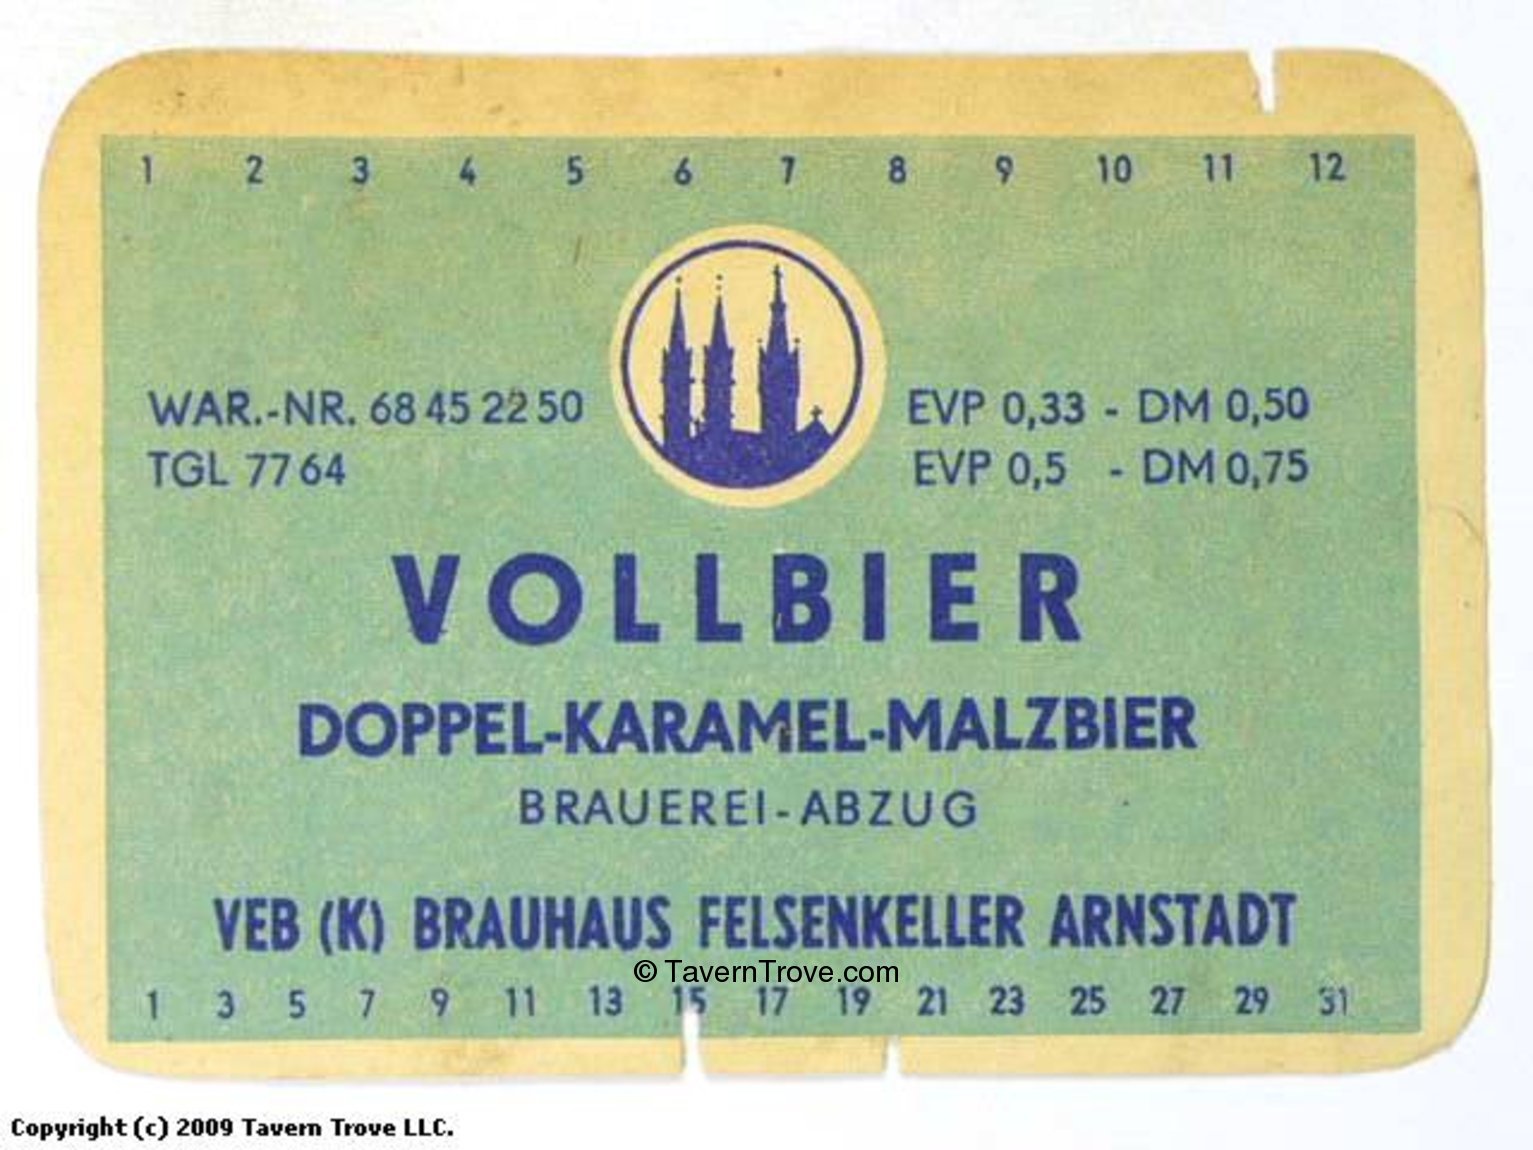 1 2 3 4 5 6 7 8 9 10 11 12
WAR.-NR. 68 45 22 50
TGL 77 64
EVP 0,33 - DM 0,50
EVP 0,5 - DM 0,75
VOLLBIER
DOPPEL-KARAMEL-MALZBIER
BRAUEREI-ABZUG
VEB (K) BRAUHAUS FELSENKELLER ARNSTADT
© TavernTrove.com
1 3 5 7 9 11 13 15 17 19 21 23 25 27 29 31
Copyright (c) 2009 Tavern Trove LLC.